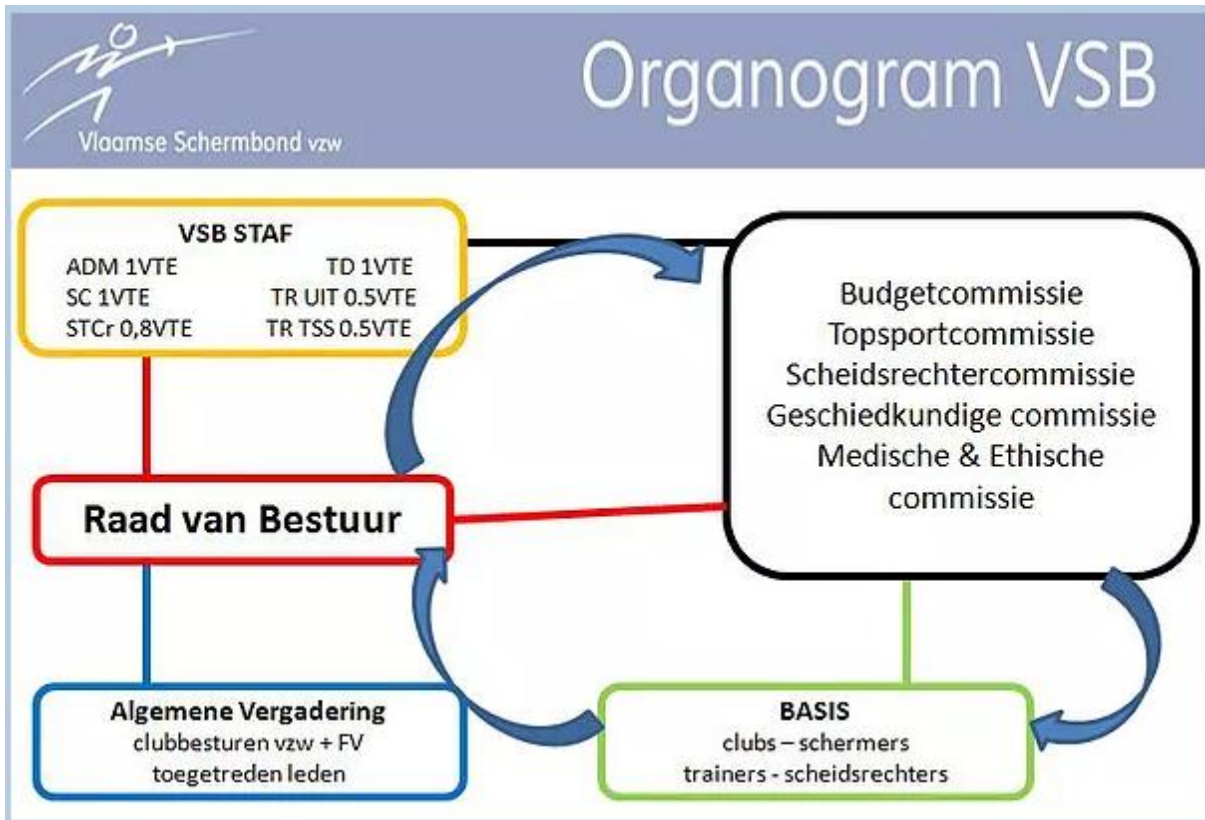 Vlaamse Schermbond vzw
Organogram VSB
VSB STAF
ADM 1VTE TD 1VTE
SC 1VTE TR UIT 0.5VTE
STCr 0,8VTE TR TSS 0.5VTE
Budgetcommissie
Topsportcommissie
Scheidsrechtercommissie
Geschiedkundige commissie
Medische & Ethische
commissie
Raad van Bestuur
Algemene Vergadering
clubbesturen vzw + FV
toegetreden leden
BASIS
clubs – schermers
trainers - scheidsrechters